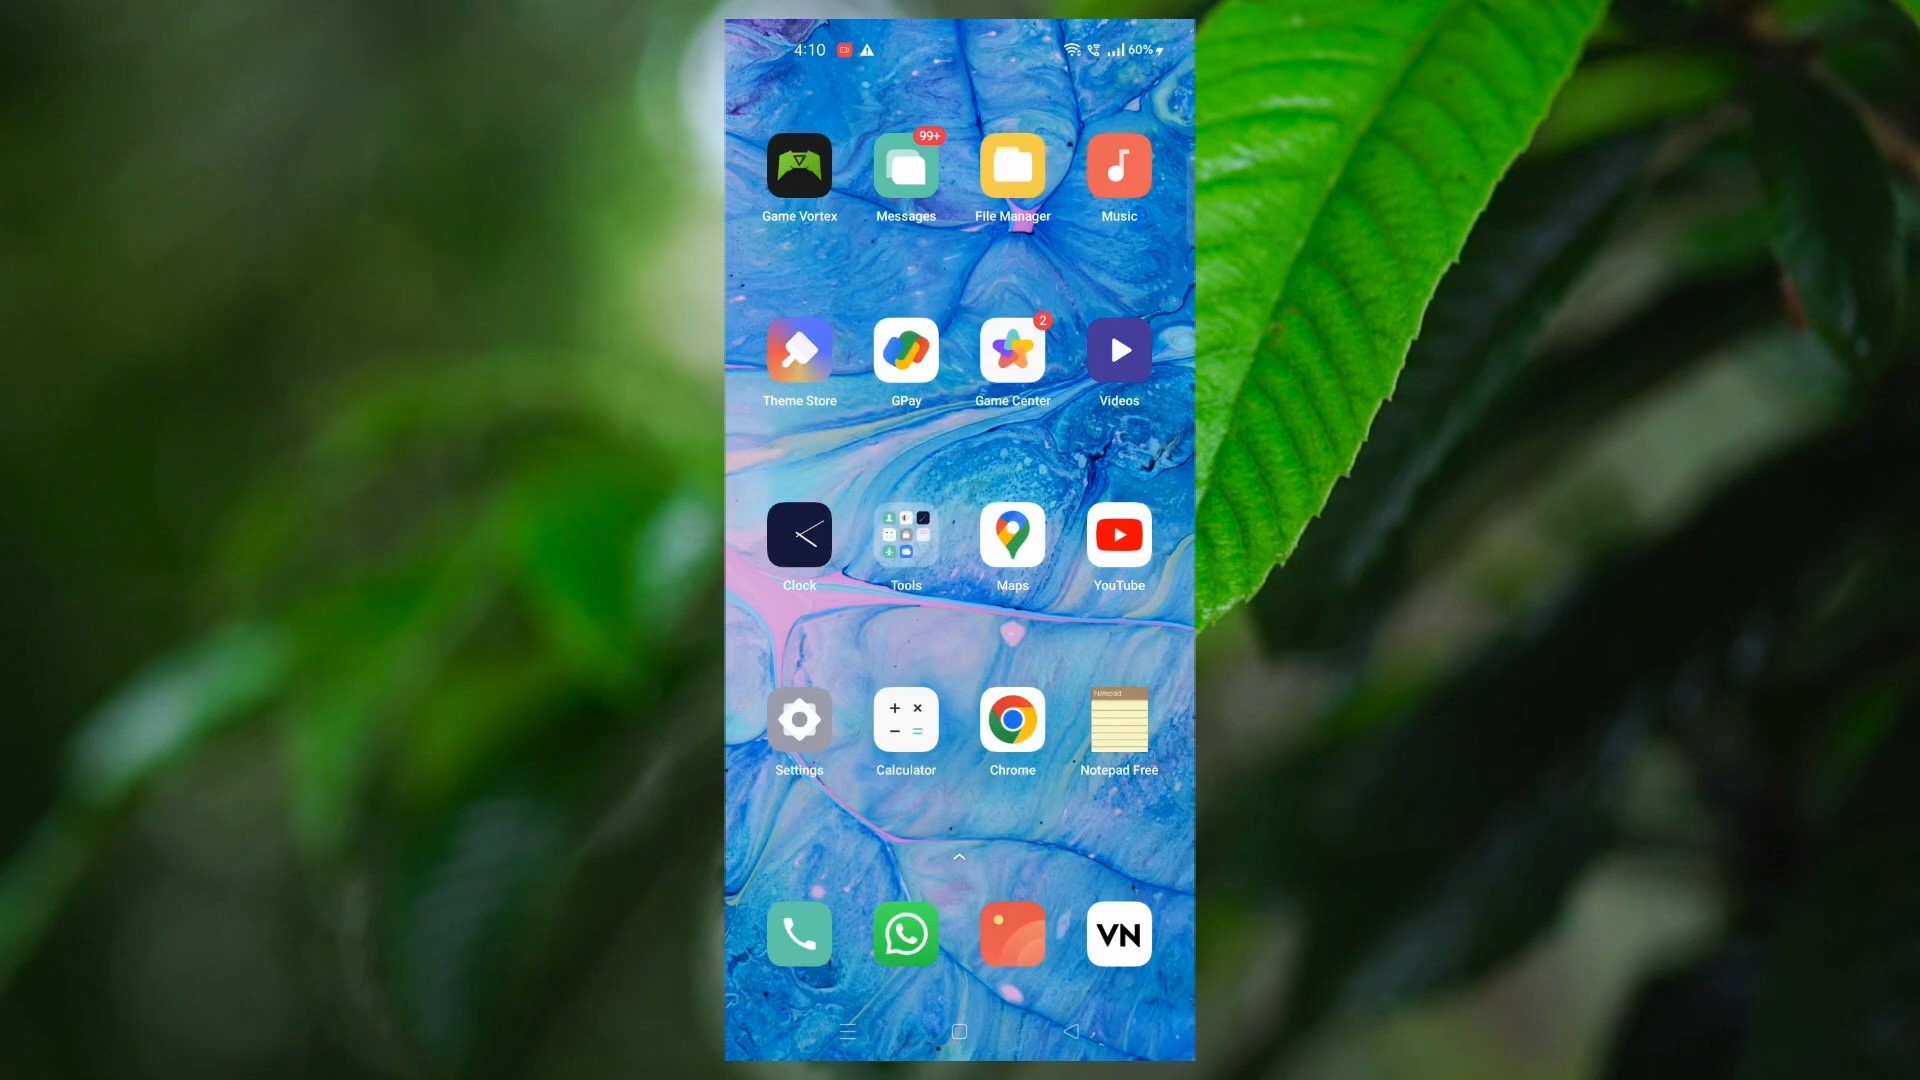 4:10 60%
99+
Game Vortex Messages File Manager Music
2
Theme Store GPay Game Center Videos
Clock Tools Maps YouTube
Notepad
Settings Calculator Chrome Notepad Free
VN